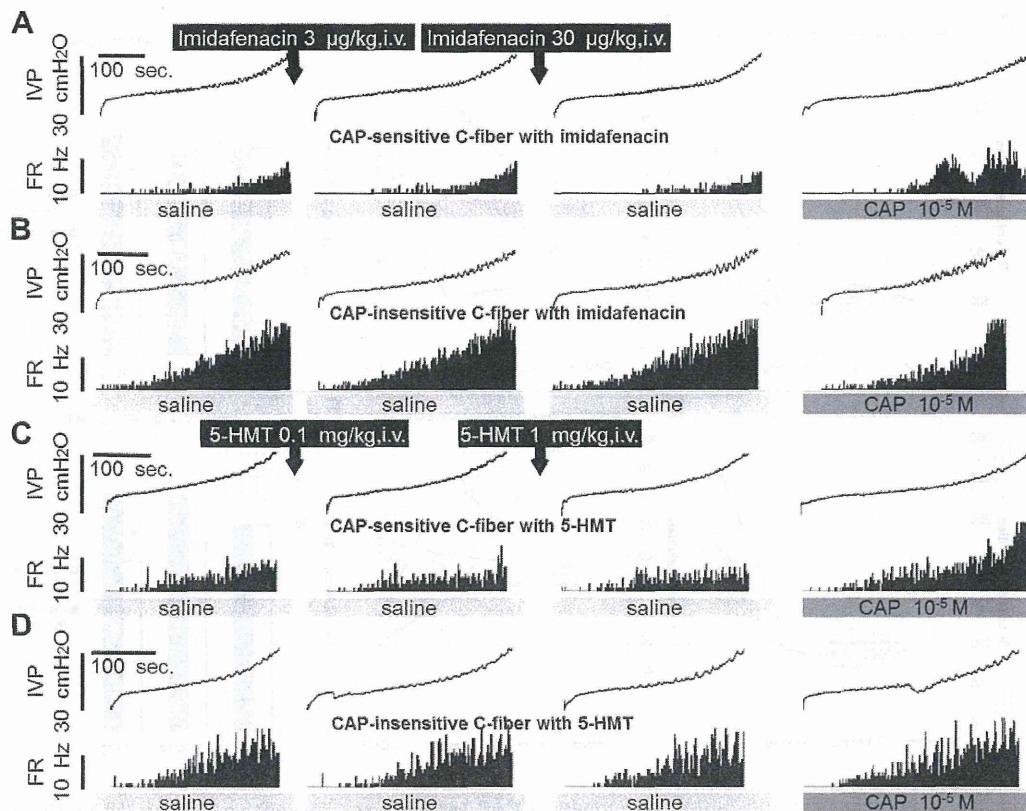 A
Imidafenacin 3 µg/kg,i.v. Imidafenacin 30 µg/kg,i.v.
IVP
30 cmH2O
100 sec.
CAP-sensitive C-fiber with imidafenacin
FR
10 Hz
saline saline saline CAP 10-5 M
B
IVP
30 cmH2O
100 sec.
CAP-insensitive C-fiber with imidafenacin
FR
10 Hz
saline saline saline CAP 10-5 M
C
5-HMT 0.1 mg/kg,i.v. 5-HMT 1 mg/kg,i.v.
IVP
30 cmH2O
100 sec.
CAP-sensitive C-fiber with 5-HMT
FR
10 Hz
saline saline saline CAP 10-5 M
D
IVP
30 cmH2O
100 sec.
CAP-insensitive C-fiber with 5-HMT
FR
10 Hz
saline saline saline CAP 10-5 M